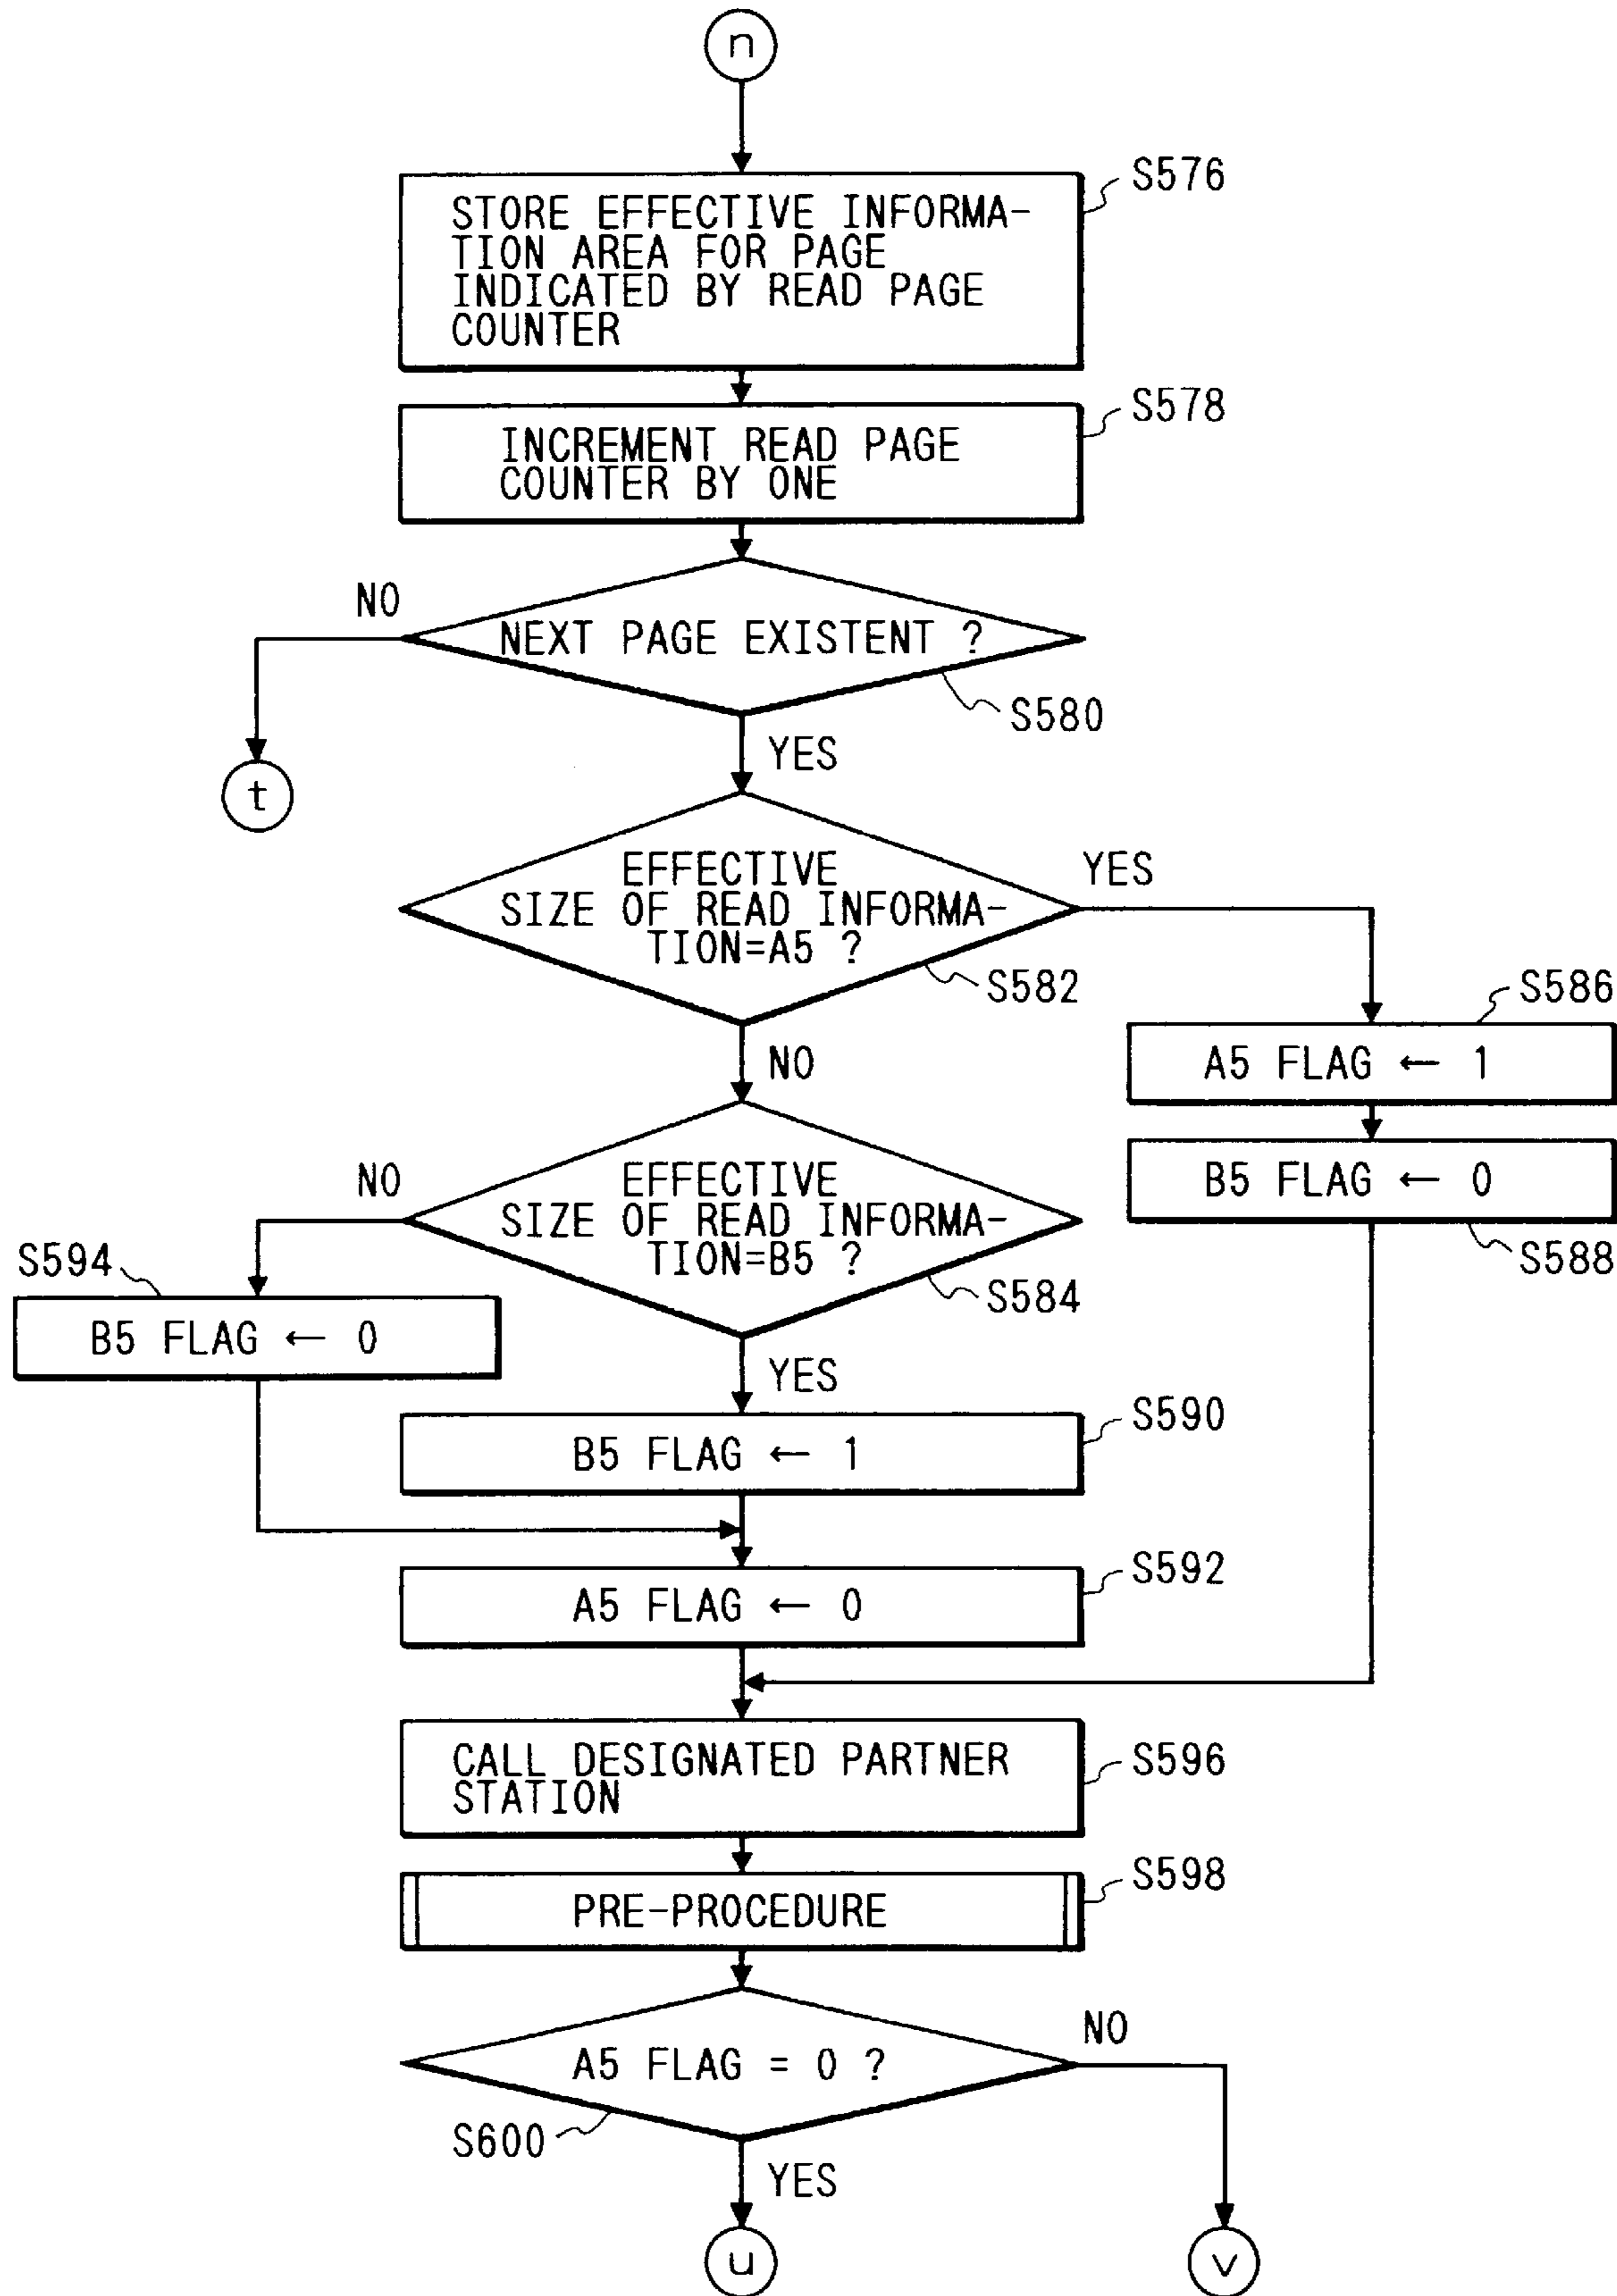 n
S576
STORE EFFECTIVE INFORMA-
TION AREA FOR PAGE
INDICATED BY READ PAGE
COUNTER
S578
INCREMENT READ PAGE
COUNTER BY ONE
NO
NEXT PAGE EXISTENT ?
S580
YES
t
EFFECTIVE
SIZE OF READ INFORMA-
TION=A5 ?
YES
S582
S586
NO
A5 FLAG ← 1
B5 FLAG ← 0
S588
NO
EFFECTIVE
SIZE OF READ INFORMA-
TION=B5 ?
S584
S594
B5 FLAG ← 0
YES
S590
B5 FLAG ← 1
S592
A5 FLAG ← 0
CALL DESIGNATED PARTNER
STATION
S596
S598
PRE-PROCEDURE
NO
A5 FLAG = 0 ?
S600
YES
u
v